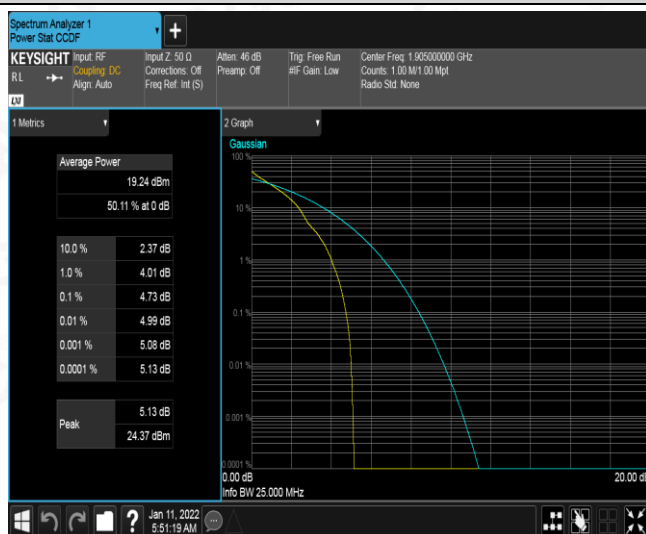 Spectrum Analyzer 1
Power Stat CCDF
+
KEYSIGHT
RL
LXI
Input: RF
Coupling: DC
Align: Auto
Input Z: 50 Ω
Corrections: Off
Freq Ref: Int (S)
Atten: 46 dB
Preamp: Off
Trig: Free Run
#IF Gain: Low
Center Freq: 1.905000000 GHz
Counts: 1.00 M/1.00 Mpt
Radio Std: None
1 Metrics
Average Power
19.24 dBm
50.11 % at 0 dB
10.0 % 2.37 dB
1.0 % 4.01 dB
0.1 % 4.73 dB
0.01 % 4.99 dB
0.001 % 5.08 dB
0.0001 % 5.13 dB
Peak
5.13 dB
24.37 dBm
2 Graph
Gaussian
100 %
10 %
1 %
0.1 %
0.01 %
0.001 %
0.0001 %
0.00 dB 20.00 dB
Info BW 25.000 MHz
?
Jan 11, 2022
5:51:19 AM